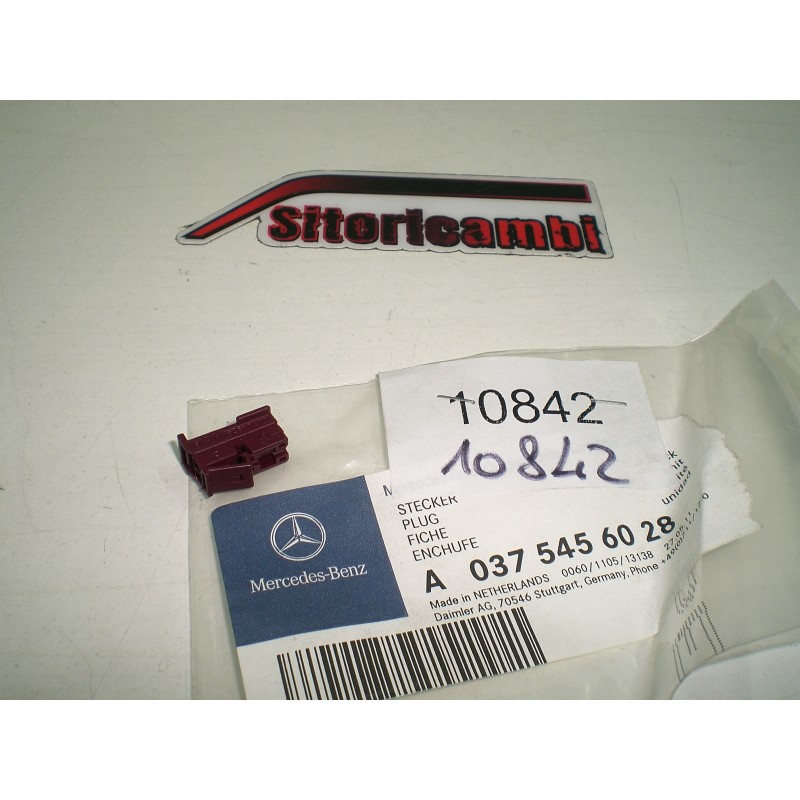 Sitoricambi
10842
10842
STECKER
PLUG
FICHE
ENCHUFE
unidad
Mercedes-Benz
A 037 545 60 28
Made in NETHERLANDS 0060/1105/13138
Daimler AG, 70546 Stuttgart, Germany, Phone